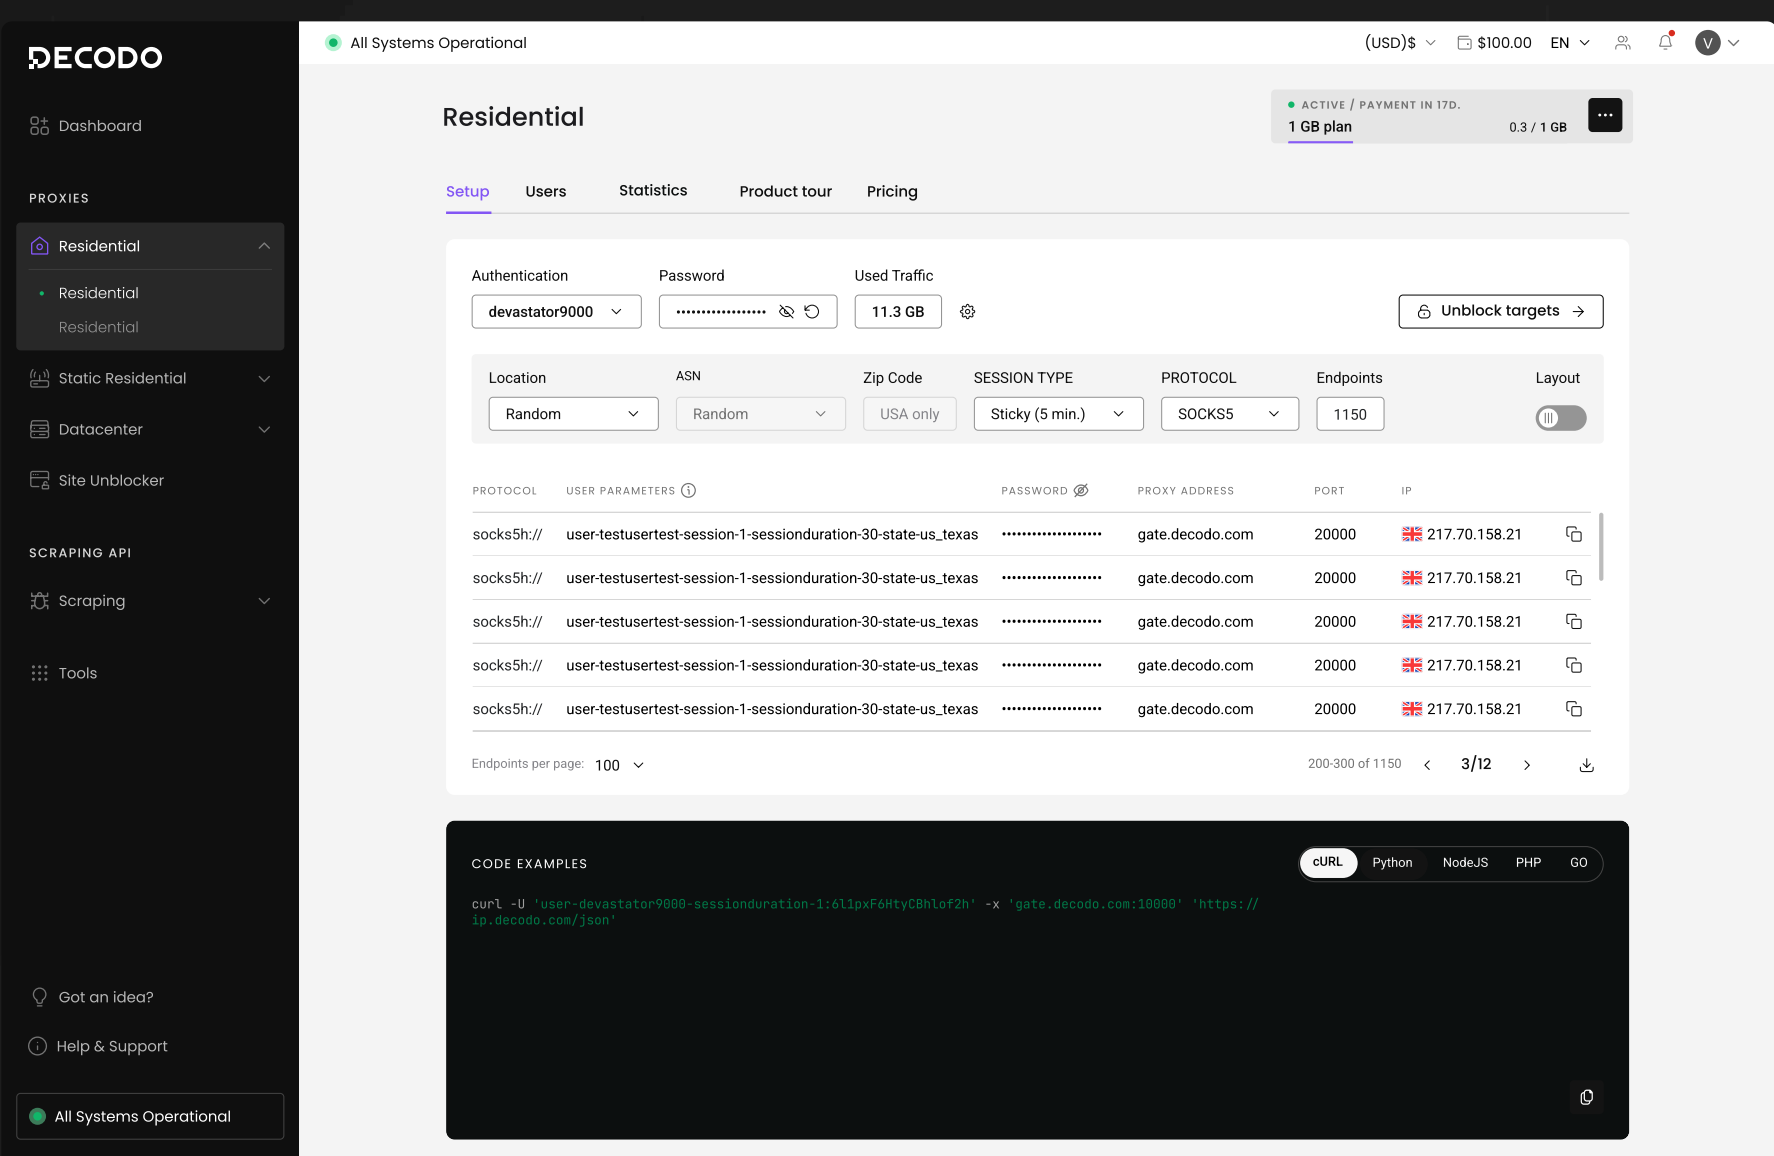 DECODO
Dashboard
PROXIES
Residential
Residential
Residential
Static Residential
Datacenter
Site Unblocker
SCRAPING API
Scraping
Tools
Got an idea?
Help & Support
All Systems Operational
All Systems Operational
(USD)$
$100.00
EN
V
Residential
ACTIVE / PAYMENT IN 17D.
1 GB plan
0.3 / 1 GB
Setup Users Statistics Product tour Pricing
Authentication Password Used Traffic
devastator9000 •••••••••••••••••• 11.3 GB
Unblock targets
Location ASN Zip Code SESSION TYPE PROTOCOL Endpoints Layout
Random Random USA only Sticky (5 min.) SOCKS5 1150
PROTOCOL USER PARAMETERS PASSWORD PROXY ADDRESS PORT IP
socks5h:// user-testusertest-session-1-sessionduration-30-state-us_texas •••••••••••••••••••• gate.decodo.com 20000 217.70.158.21
socks5h:// user-testusertest-session-1-sessionduration-30-state-us_texas •••••••••••••••••••• gate.decodo.com 20000 217.70.158.21
socks5h:// user-testusertest-session-1-sessionduration-30-state-us_texas •••••••••••••••••••• gate.decodo.com 20000 217.70.158.21
socks5h:// user-testusertest-session-1-sessionduration-30-state-us_texas •••••••••••••••••••• gate.decodo.com 20000 217.70.158.21
socks5h:// user-testusertest-session-1-sessionduration-30-state-us_texas •••••••••••••••••••• gate.decodo.com 20000 217.70.158.21
Endpoints per page: 100
200-300 of 1150
3/12
CODE EXAMPLES
cURL Python NodeJS PHP GO
curl -U 'user-devastator9000-sessionduration-1:6l1pxF6HtyCBhlof2h' -x 'gate.decodo.com:10000' 'https://
ip.decodo.com/json'